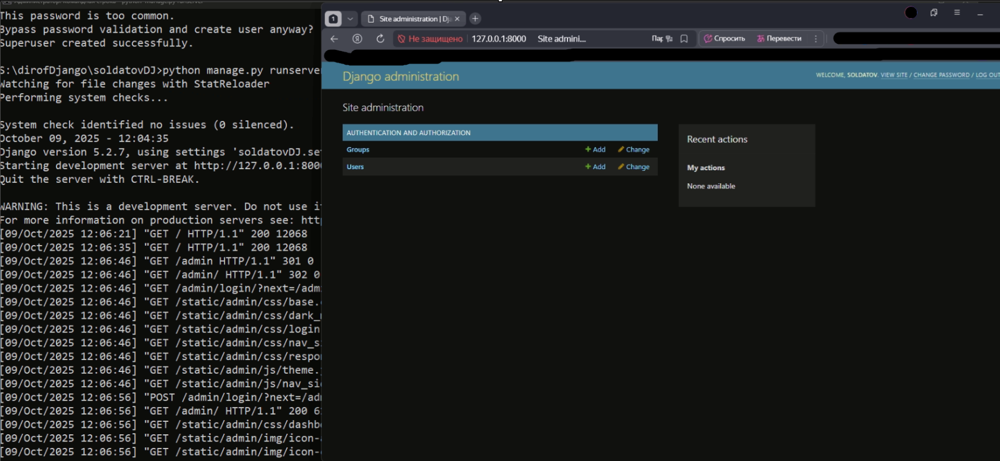 This password is too common.
Bypass password validation and create user anyway?
Superuser created successfully.
S:\dirofDjango\soldatovDJ>python manage.py runserve
Watching for file changes with StatReloader
Performing system checks...
System check identified no issues (0 silenced).
October 09, 2025 - 12:04:35
Django version 5.2.7, using settings 'soldatovDJ.se
Starting development server at http://127.0.0.1:800
Quit the server with CTRL-BREAK.
WARNING: This is a development server. Do not use i
For more information on production servers see: htt
[09/Oct/2025 12:06:21] "GET / HTTP/1.1" 200 12068
[09/Oct/2025 12:06:35] "GET / HTTP/1.1" 200 12068
[09/Oct/2025 12:06:46] "GET /admin HTTP/1.1" 301 0
[09/Oct/2025 12:06:46] "GET /admin/ HTTP/1.1" 302 0
[09/Oct/2025 12:06:46] "GET /admin/login/?next=/adm
[09/Oct/2025 12:06:46] "GET /static/admin/css/base.
[09/Oct/2025 12:06:46] "GET /static/admin/css/dark_
[09/Oct/2025 12:06:46] "GET /static/admin/css/login
[09/Oct/2025 12:06:46] "GET /static/admin/css/nav_s
[09/Oct/2025 12:06:46] "GET /static/admin/css/respo
[09/Oct/2025 12:06:46] "GET /static/admin/js/theme.
[09/Oct/2025 12:06:46] "GET /static/admin/js/nav_si
[09/Oct/2025 12:06:56] "POST /admin/login/?next=/ad
[09/Oct/2025 12:06:56] "GET /admin/ HTTP/1.1" 200 6
[09/Oct/2025 12:06:56] "GET /static/admin/css/dashb
[09/Oct/2025 12:06:56] "GET /static/admin/img/icon-
[09/Oct/2025 12:06:56] "GET /static/admin/img/icon-
1
Site administration | Dja
Не защищено 127.0.0.1:8000 Site admini... Пар Спросить Перевести
Django administration
WELCOME, SOLDATOV. VIEW SITE / CHANGE PASSWORD / LOG OUT
Site administration
AUTHENTICATION AND AUTHORIZATION
Groups Add Change
Users Add Change
Recent actions
My actions
None available